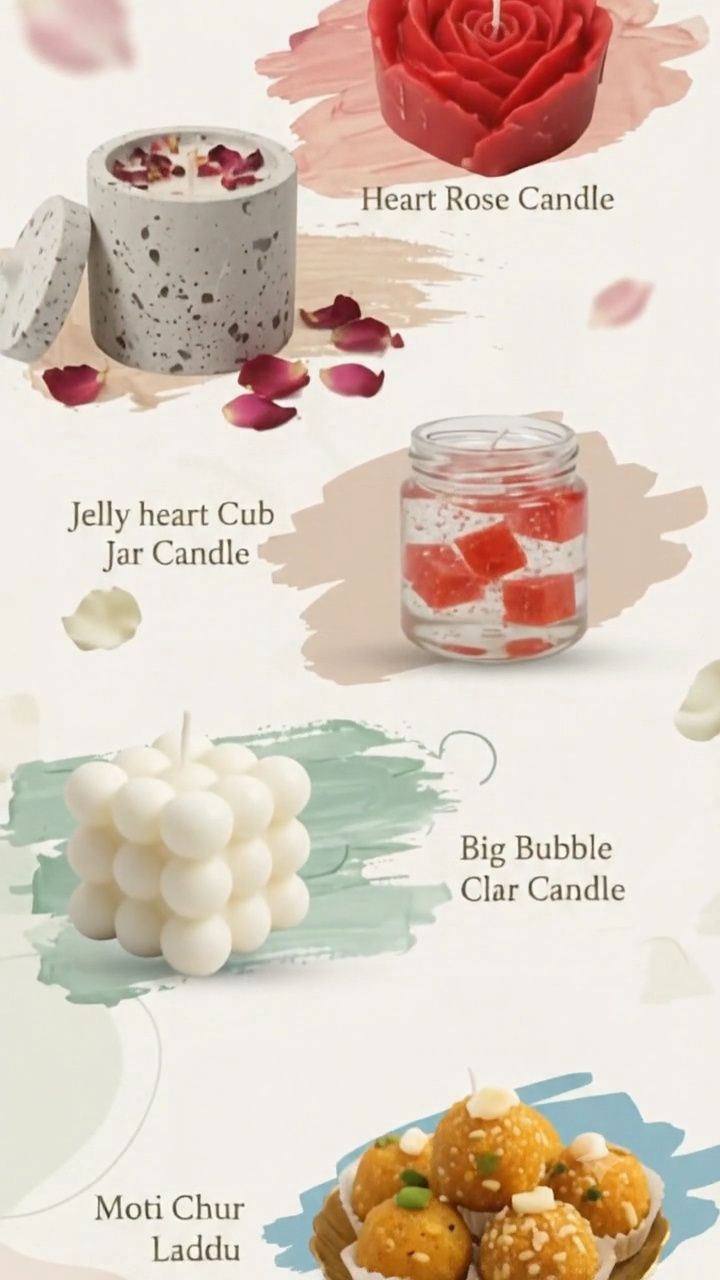 Heart Rose Candle
Jelly heart Cub
Jar Candle
Big Bubble
Clar Candle
Moti Chur
Laddu